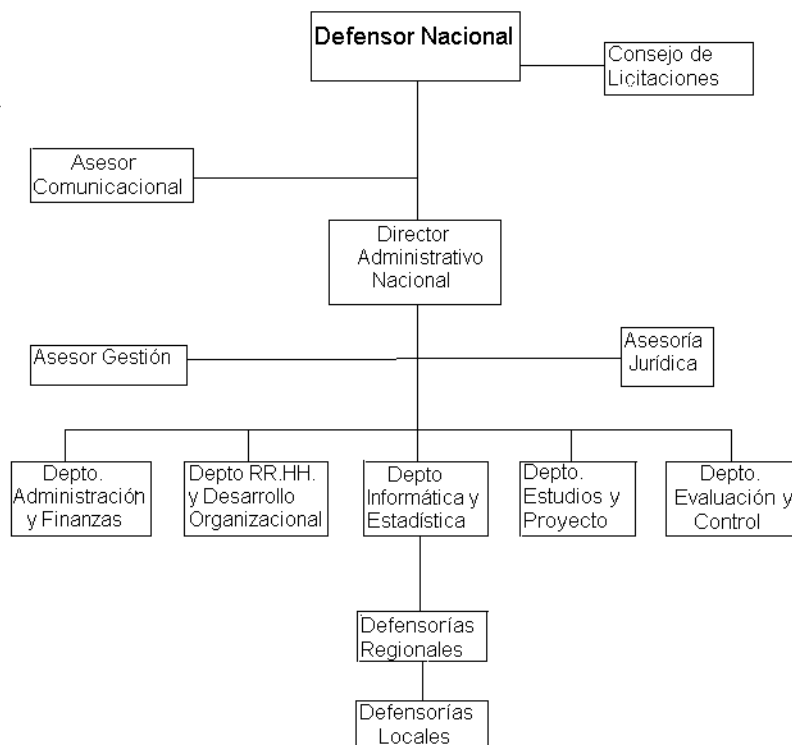 Defensor Nacional
Consejo de
Licitaciones
Asesor
Comunicacional
Director
Administrativo
Nacional
Asesor Gestión
Asesoría
Jurídica
Depto.
Administración
y Finanzas
Depto RR.HH.
y Desarrollo
Organizacional
Depto
Informática y
Estadística
Depto.
Estudios y
Proyecto
Depto.
Evaluación y
Control
Defensorías
Regionales
Defensorías
Locales